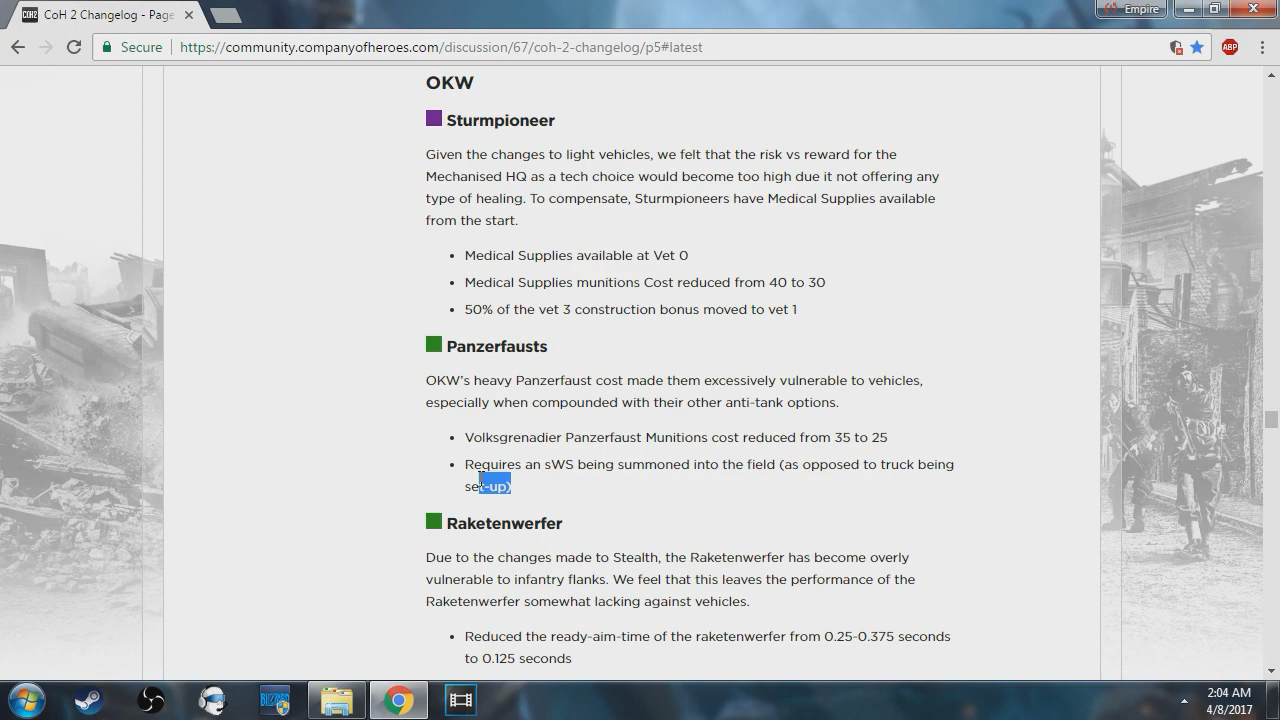 COH2 CoH 2 Changelog - Page
Empire
Secure https://community.companyofheroes.com/discussion/67/coh-2-changelog/p5#latest
ABP
OKW
Sturmpioneer
Given the changes to light vehicles, we felt that the risk vs reward for the
Mechanised HQ as a tech choice would become too high due it not offering any
type of healing. To compensate, Sturmpioneers have Medical Supplies available
from the start.
• Medical Supplies available at Vet 0
• Medical Supplies munitions Cost reduced from 40 to 30
• 50% of the vet 3 construction bonus moved to vet 1
Panzerfausts
OKW's heavy Panzerfaust cost made them excessively vulnerable to vehicles,
especially when compounded with their other anti-tank options.
• Volksgrenadier Panzerfaust Munitions cost reduced from 35 to 25
• Requires an sWS being summoned into the field (as opposed to truck being
set-up)
Raketenwerfer
Due to the changes made to Stealth, the Raketenwerfer has become overly
vulnerable to infantry flanks. We feel that this leaves the performance of the
Raketenwerfer somewhat lacking against vehicles.
• Reduced the ready-aim-time of the raketenwerfer from 0.25-0.375 seconds
to 0.125 seconds
BLIZZARD
2:04 AM
4/8/2017